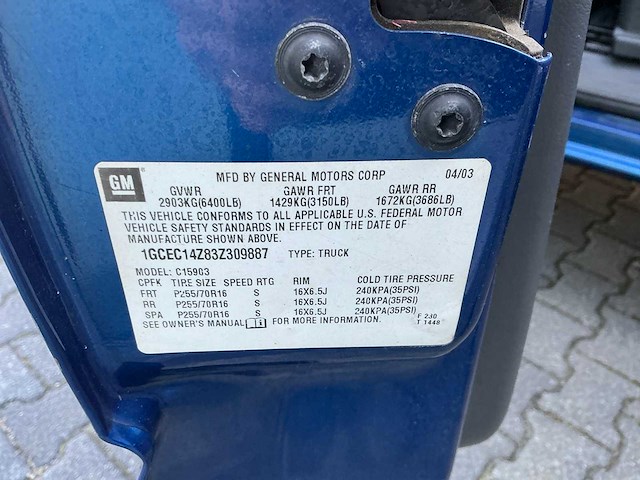 GM
MFD BY GENERAL MOTORS CORP 04/03
GVWR GAWR FRT GAWR RR
2903KG(6400LB) 1429KG(3150LB) 1672KG(3686LB)
THIS VEHICLE CONFORMS TO ALL APPLICABLE U.S. FEDERAL MOTOR
VEHICLE SAFETY STANDARDS IN EFFECT ON THE DATE OF
MANUFACTURE SHOWN ABOVE.
1GCEC14Z83Z309887 TYPE: TRUCK
MODEL: C15903
CPFK TIRE SIZE SPEED RTG RIM COLD TIRE PRESSURE
FRT P255/70R16 S 16X6.5J 240KPA(35PSI)
RR P255/70R16 S 16X6.5J 240KPA(35PSI)
SPA P255/70R16 S 16X6.5J 240KPA(35PSI)
SEE OWNER'S MANUAL FOR MORE INFORMATION.
F 230
T 1448